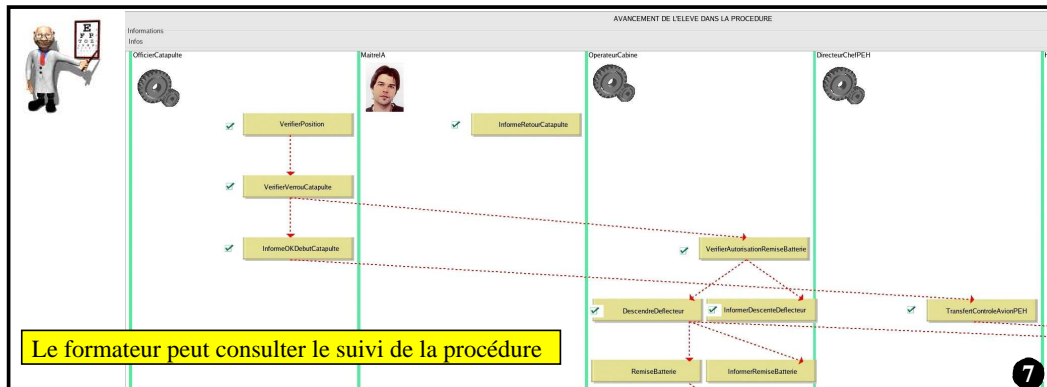 AVANCEMENT DE L'ELEVE DANS LA PROCEDURE
Informations
Infos
OfficierCatapulte
MaitreIA
OperateurCabine
DirecteurChefPEH
VerifierPosition
InformeRetourCatapulte
VerifierVerrouCatapulte
InformeOKDebutCatapulte
VerifierAutorisationRemiseBatterie
DescendreDeflecteur
InformerDescenteDeflecteur
TransfertControleAvionPEH
Le formateur peut consulter le suivi de la procédure
RemiseBatterie
InformerRemiseBatterie
7